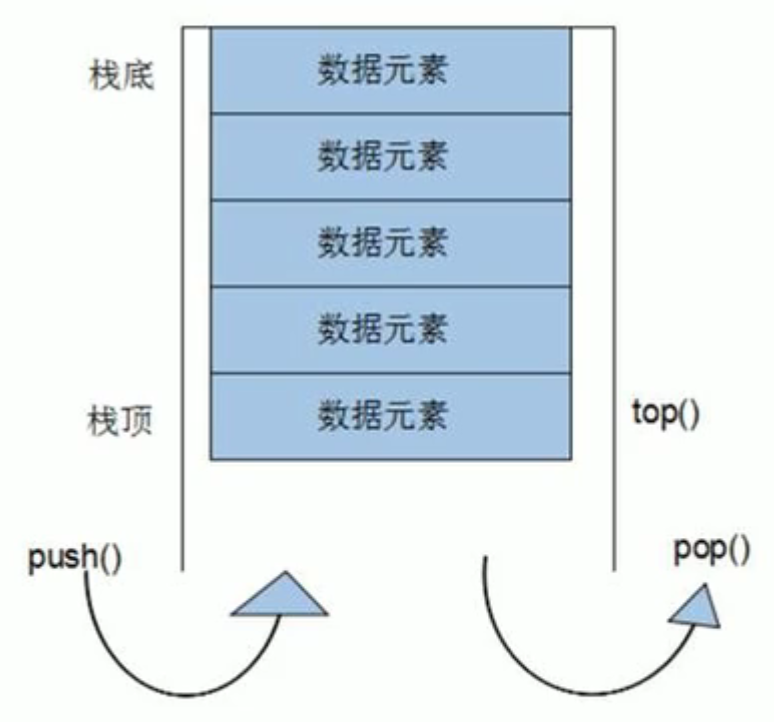 栈底
数据元素
数据元素
数据元素
数据元素
栈顶
数据元素
top()
push()
pop()